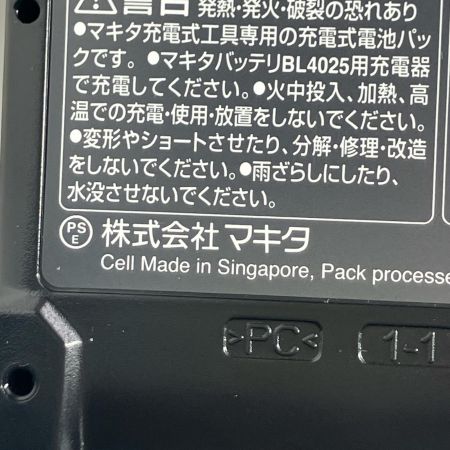 ⚠警告 発熱・発火・破裂の恐れあり
●マキタ充電式工具専用の充電式電池パッ
クです。●マキタバッテリBL4025用充電器
で充電してください。●火中投入、加熱、高
温での充電・使用・放置をしないでください。
●変形やショートさせたり、分解・修理・改造
をしないでください。●雨ざらしにしたり、
水没させないでください。
PS
E 株式会社 マキタ
Cell Made in Singapore, Pack processe
>PC< 1-1